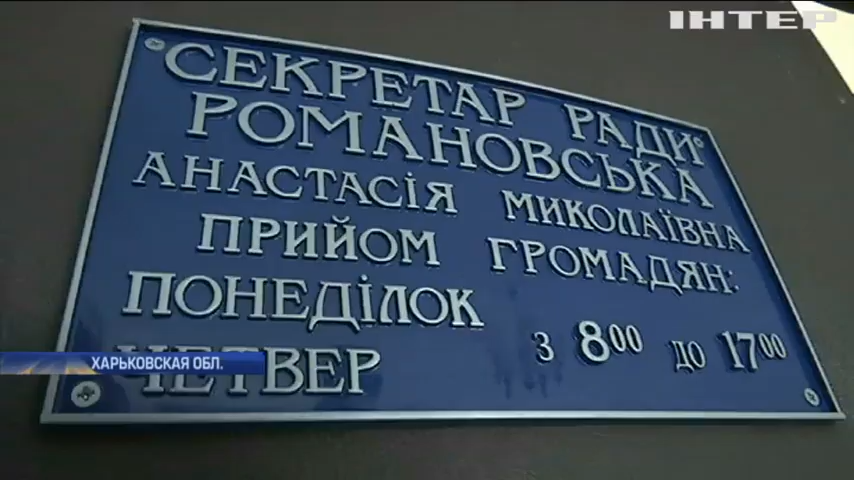 ІНТЕР
СЕКРЕТАР РАДИ
РОМАНОВСЬКА
АНАСТАСІЯ МИКОЛАЇВНА
ПРИЙОМ ГРОМАДЯН:
ПОНЕДІЛОК
З 800 ДО 1700
ЧЕТВЕР
ХАРЬКОВСКАЯ ОБЛ.